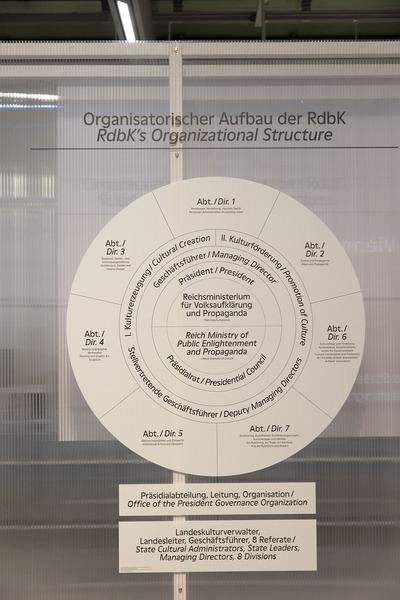 Organisatorischer Aufbau der RdbK
RdbK's Organizational Structure
Abt. / Dir. 1
Abt. /
Dir. 3
Abt. /
Dir. 2
I. Kulturerzeugung / Cultural Creation
II. Kulturförderung / Promotion of Culture
Geschäftsführer / Managing Director
Präsident / President
Reichsministerium
für Volksaufklärung
und Propaganda
Abt. /
Dir. 4
Abt. /
Dir. 6
Reich Ministry of
Public Enlightenment
and Propaganda
Präsidialrat / Presidential Council
Stellvertretende Geschäftsführer / Deputy Managing Directors
Abt. / Dir. 5
Abt. / Dir. 7
Präsidialabteilung, Leitung, Organisation /
Office of the President Governance Organization
Landeskulturverwalter,
Landesleiter, Geschäftsführer, 8 Referate /
State Cultural Administrators, State Leaders,
Managing Directors, 8 Divisions